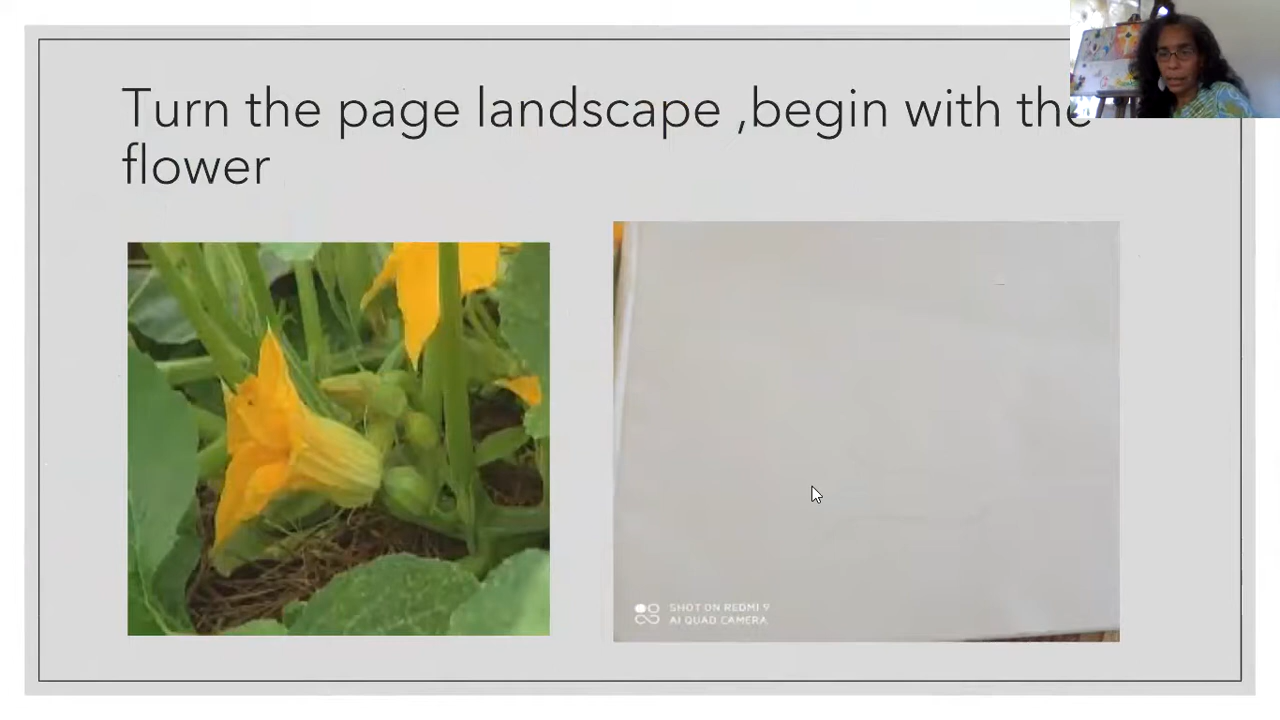 Turn the page landscape ,begin with the
flower
SHOT ON REDMI 9
AI QUAD CAMERA